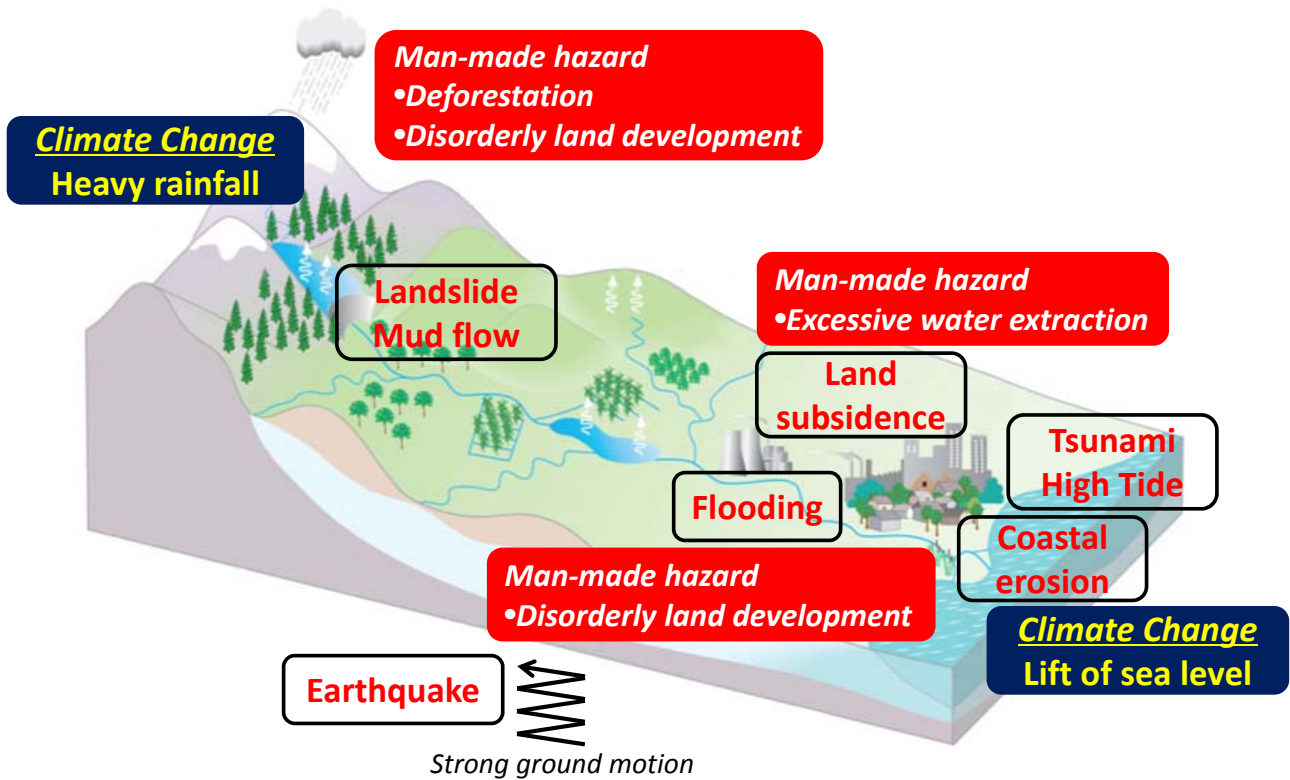 Man-made hazard
•Deforestation
•Disorderly land development
Climate Change
Heavy rainfall
Landslide
Mud flow
Man-made hazard
•Excessive water extraction
Land
subsidence
Tsunami
High Tide
Flooding
Coastal
erosion
Man-made hazard
•Disorderly land development
Climate Change
Lift of sea level
Earthquake
Strong ground motion